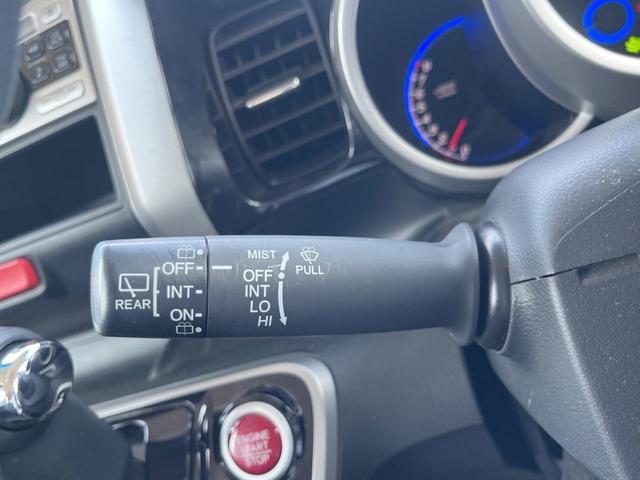 OFF
INT
ON
REAR
MIST
OFF
INT
LO
HI
PULL
ENGINE
START
STOP